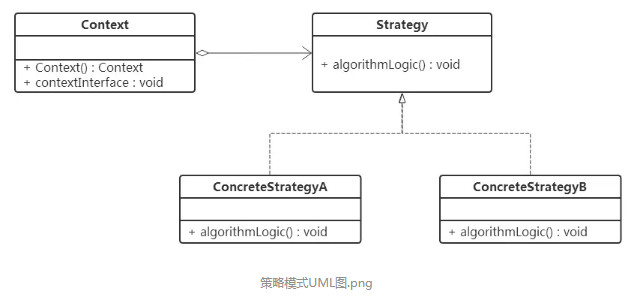 Context
+ Context() : Context
+ contextInterface : void
Strategy
+ algorithmLogic() : void
ConcreteStrategyA
+ algorithmLogic() : void
ConcreteStrategyB
+ algorithmLogic() : void
策略模式UML图.png